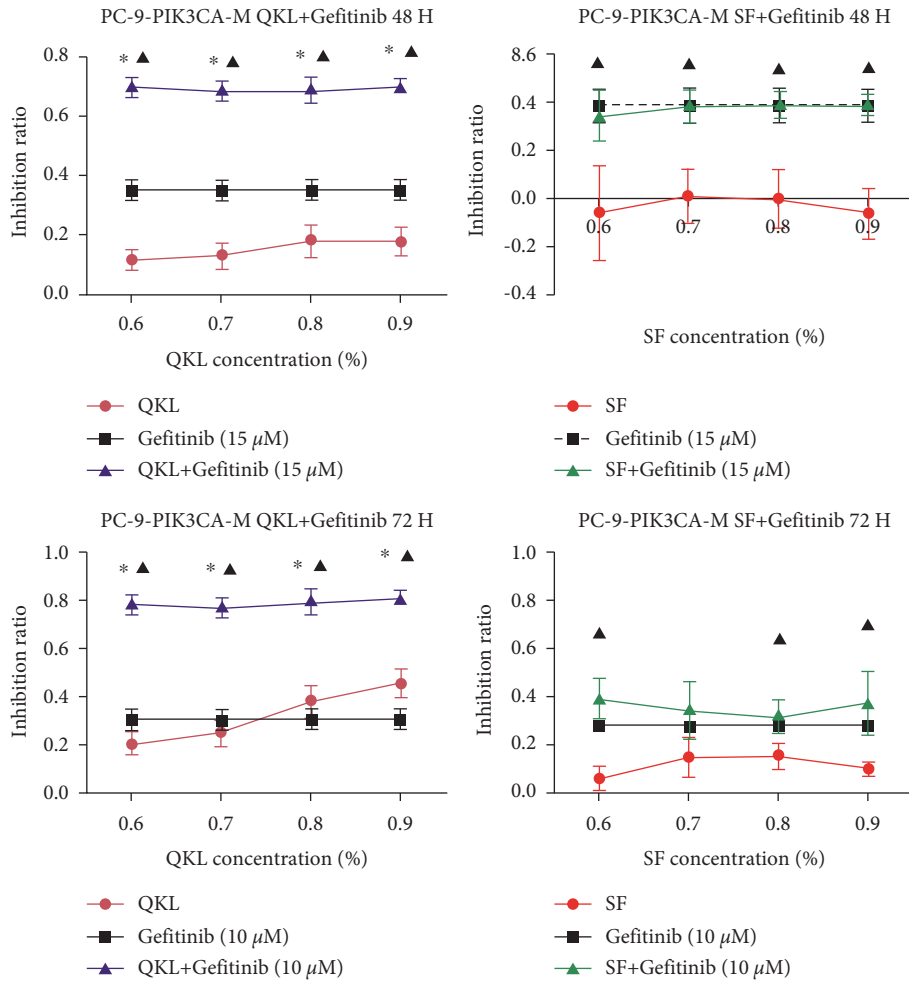 PC-9-PIK3CA-M QKL+Gefitinib 48 H
Inhibition ratio
0.8
0.6
0.4
0.2
0.0
* * * *
0.6 0.7 0.8 0.9
QKL concentration (%)
QKL
Gefitinib (15 μM)
QKL+Gefitinib (15 μM)
PC-9-PIK3CA-M SF+Gefitinib 48 H
Inhibition ratio
8.6
0.4
0.2
0.0
-0.2
-0.4
0.6 0.7 0.8 0.9
SF concentration (%)
SF
Gefitinib (15 μM)
SF+Gefitinib (15 μM)
PC-9-PIK3CA-M QKL+Gefitinib 72 H
Inhibition ratio
1.0
0.8
0.6
0.4
0.2
0.0
* * * *
0.6 0.7 0.8 0.9
QKL concentration (%)
QKL
Gefitinib (10 μM)
QKL+Gefitinib (10 μM)
PC-9-PIK3CA-M SF+Gefitinib 72 H
Inhibition ratio
1.0
0.8
0.6
0.4
0.2
0.0
0.6 0.7 0.8 0.9
SF concentration (%)
SF
Gefitinib (10 μM)
SF+Gefitinib (10 μM)